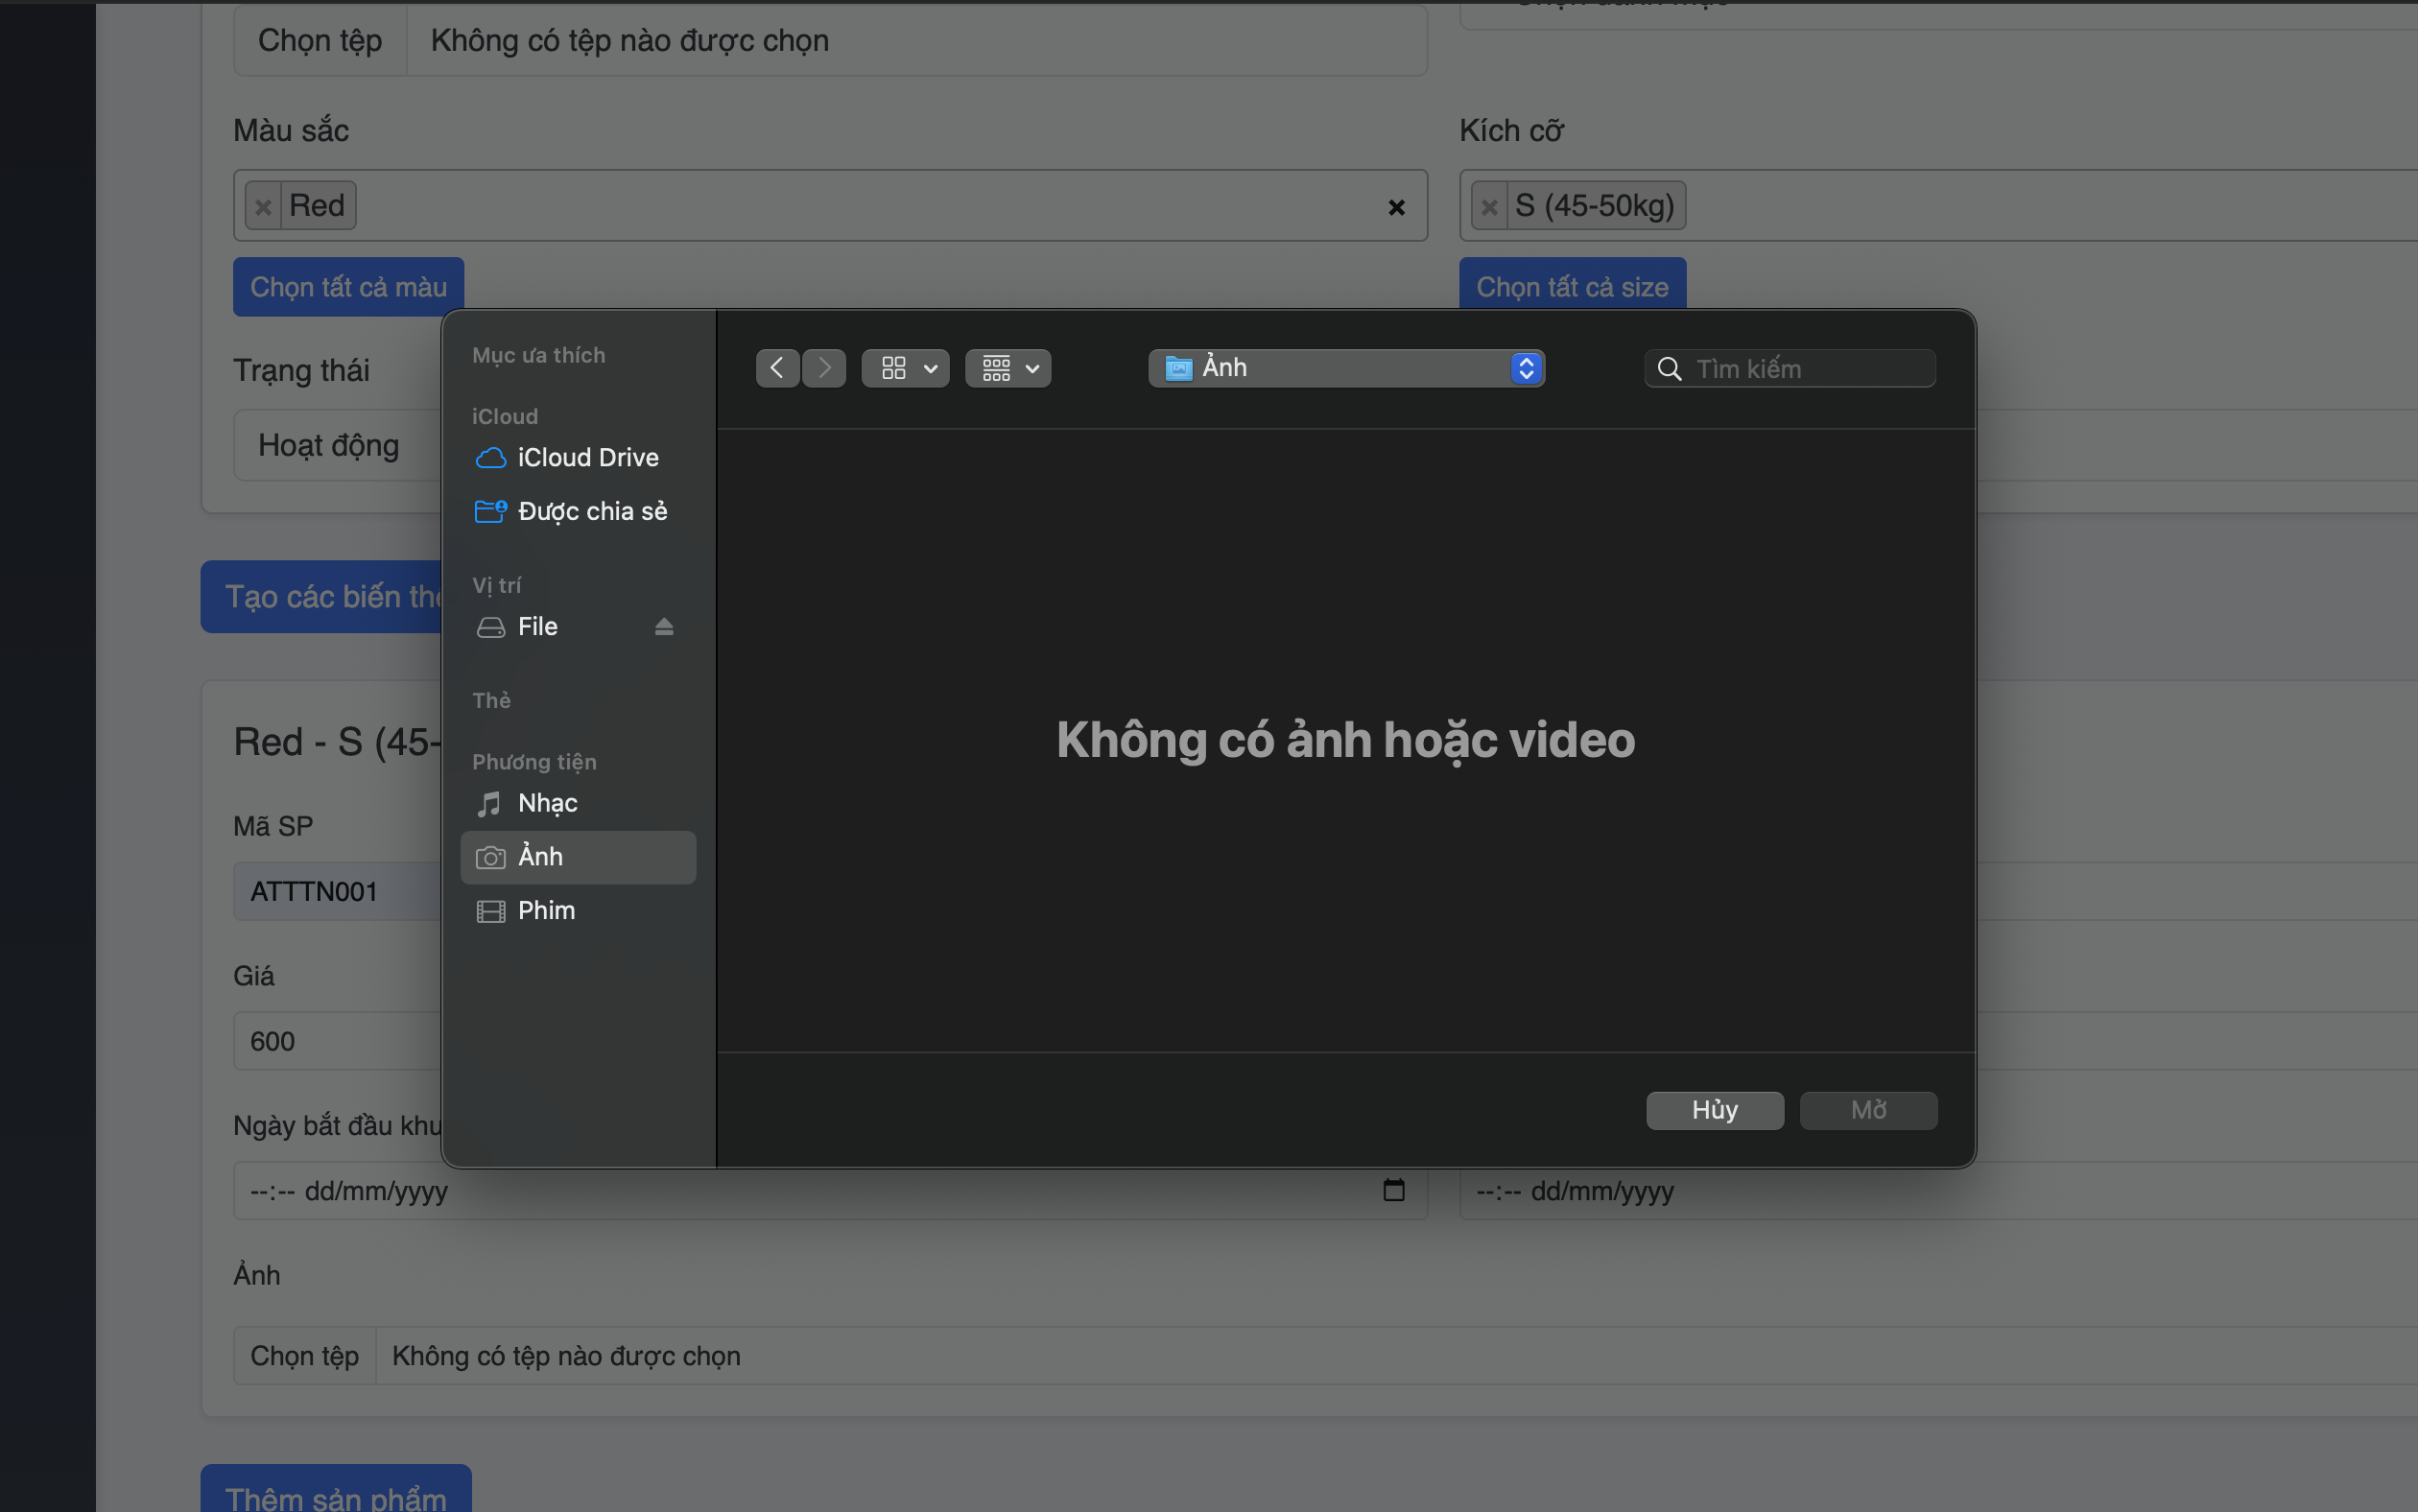 Chọn tệp Không có tệp nào được chọn
Màu sắc
Kích cỡ
× Red ×
× S (45-50kg)
Chọn tất cả màu
Chọn tất cả size
Trạng thái
Hoạt động
Tạo các biến
Red - S (45-
Mã SP
ATTTN001
Giá
600
Ngày bắt đầu
--:-- dd/mm/yyyy
--:-- dd/mm/yyyy
Ảnh
Chọn tệp Không có tệp nào được chọn
Thêm sản phẩm
Mục ưa thích
iCloud
iCloud Drive
Được chia sẻ
Vị trí
File
Thẻ
Phương tiện
Nhạc
Ảnh
Phim
Ảnh
Tìm kiếm
Không có ảnh hoặc video
Hủy
Mở